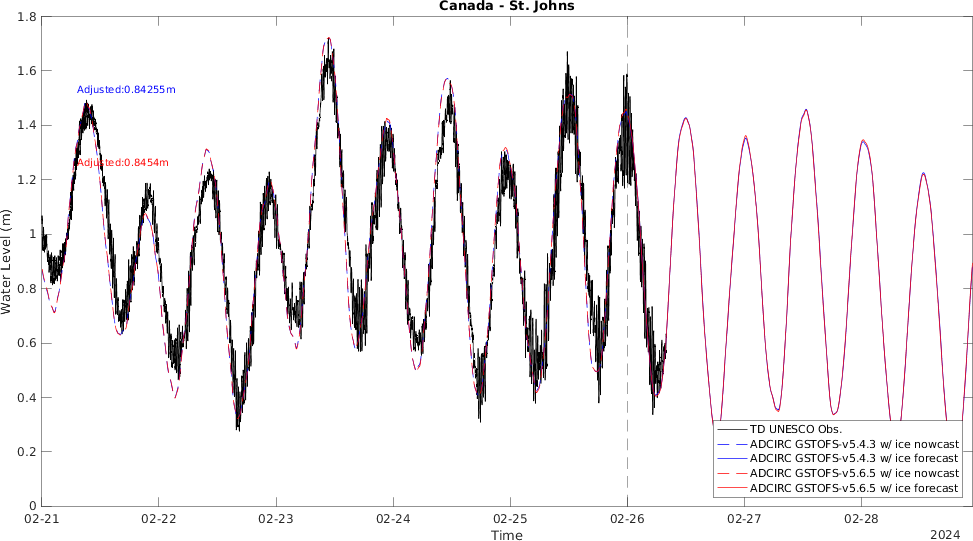 Canada - St. Johns
1.8
1.6
1.4
1.2
1
0.8
0.6
0.4
0.2
0
Water Level (m)
Adjusted:0.84255m
Adjusted:0.8454m
TD UNESCO Obs.
ADCIRC GSTOFS-v5.4.3 w/ ice nowcast
ADCIRC GSTOFS-v5.4.3 w/ ice forecast
ADCIRC GSTOFS-v5.6.5 w/ ice nowcast
ADCIRC GSTOFS-v5.6.5 w/ ice forecast
02-21 02-22 02-23 02-24 02-25 02-26 02-27 02-28
Time
2024